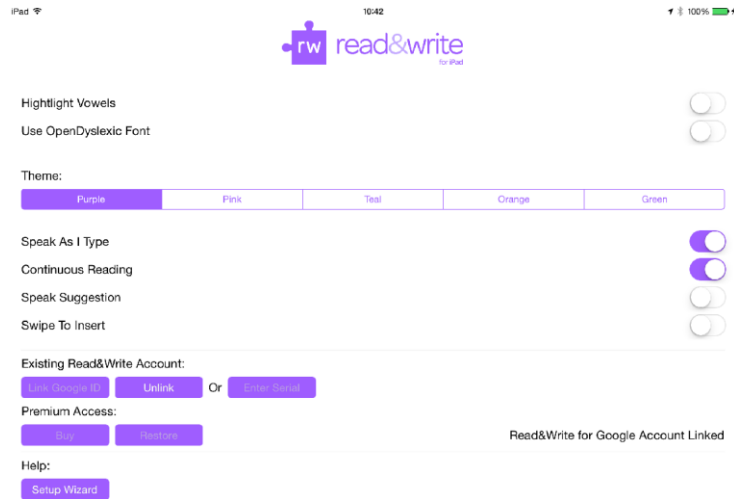 iPad 10:42 100%
rw read&write
for iPad
Hightlight Vowels
Use OpenDyslexic Font
Theme:
Purple Pink Teal Orange Green
Speak As I Type
Continuous Reading
Speak Suggestion
Swipe To Insert
Existing Read&Write Account:
Link Google ID Unlink Or Enter Serial
Premium Access:
Buy Restore Read&Write for Google Account Linked
Help:
Setup Wizard